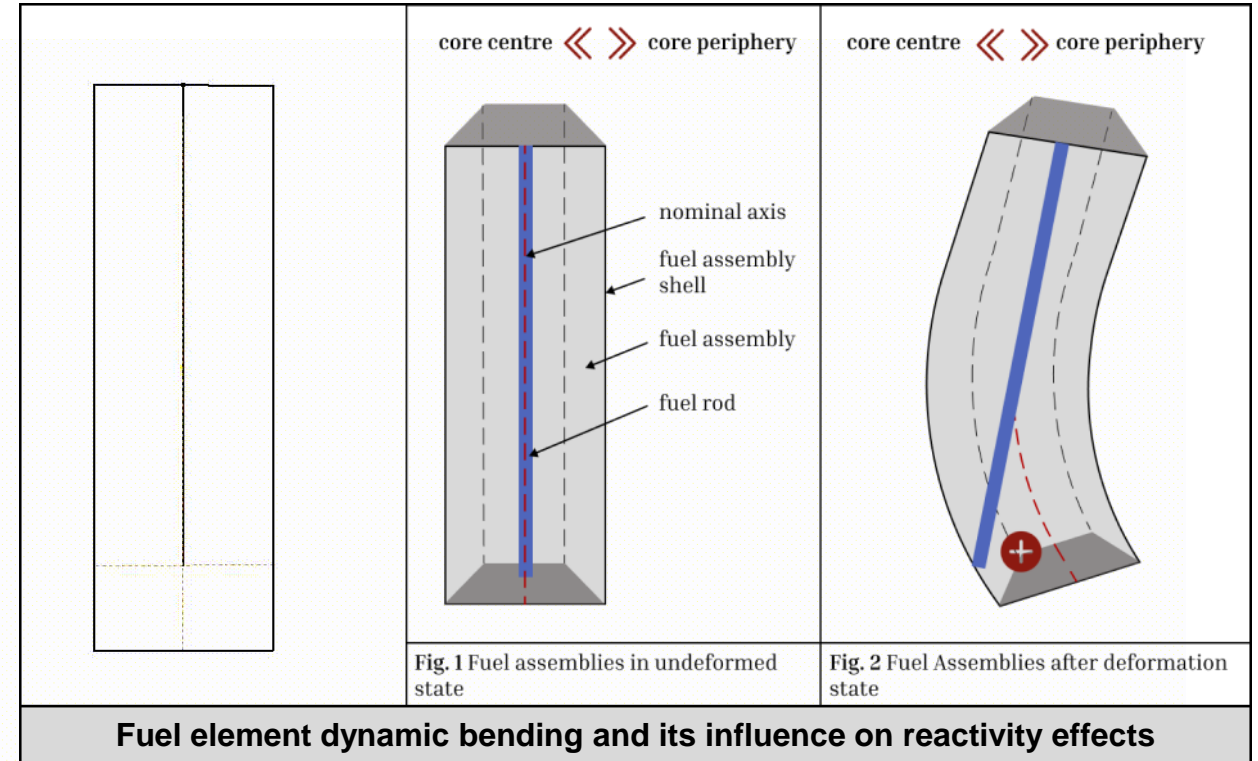 core centre core periphery
nominal axis
fuel assembly
shell
fuel assembly
fuel rod
Fig. 1 Fuel assemblies in undeformed
state
core centre core periphery
+
Fig. 2 Fuel Assemblies after deformation
state
Fuel element dynamic bending and its influence on reactivity effects